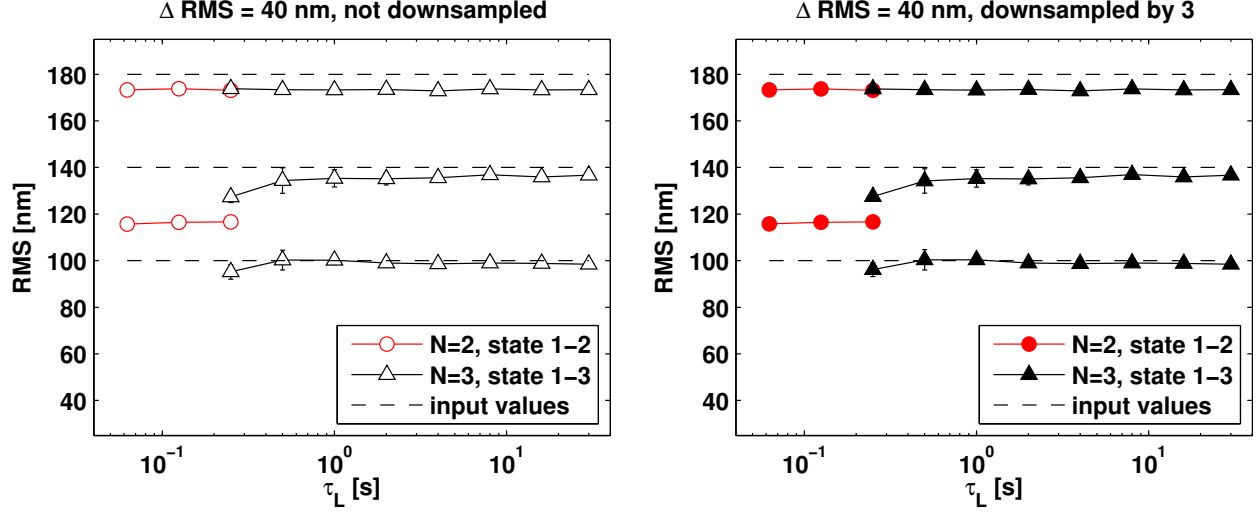 Δ RMS = 40 nm, not downsampled
RMS [nm]
180
160
140
120
100
80
60
40
N=2, state 1−2
N=3, state 1−3
input values
10⁻¹
10⁰
10¹
τ_L [s]
Δ RMS = 40 nm, downsampled by 3
RMS [nm]
180
160
140
120
100
80
60
40
N=2, state 1−2
N=3, state 1−3
input values
10⁻¹
10⁰
10¹
τ_L [s]